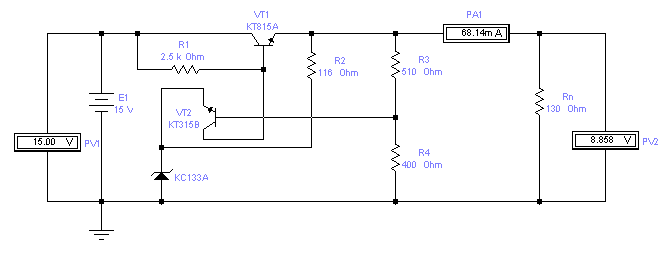 VT1
KT815A
PA1
68.14m A
R1
2.5 k Ohm
R2
116 Ohm
R3
510 Ohm
E1
15 V
VT2
KT315B
Rn
130 Ohm
15.00 V
PV1
8.858 V
PV2
R4
400 Ohm
KC133A